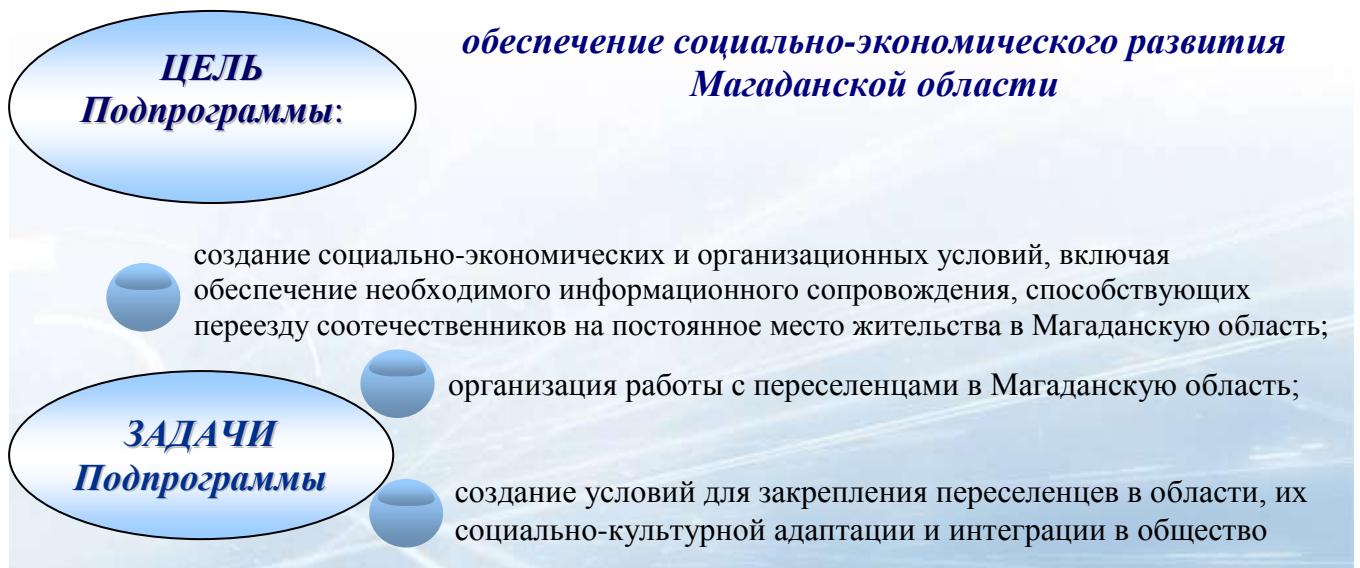 ЦЕЛЬ
Подпрограммы:
обеспечение социально-экономического развития
Магаданской области
создание социально-экономических и организационных условий, включая
обеспечение необходимого информационного сопровождения, способствующих
переезду соотечественников на постоянное место жительства в Магаданскую область;
организация работы с переселенцами в Магаданскую область;
ЗАДАЧИ
Подпрограммы
создание условий для закрепления переселенцев в области, их
социально-культурной адаптации и интеграции в общество